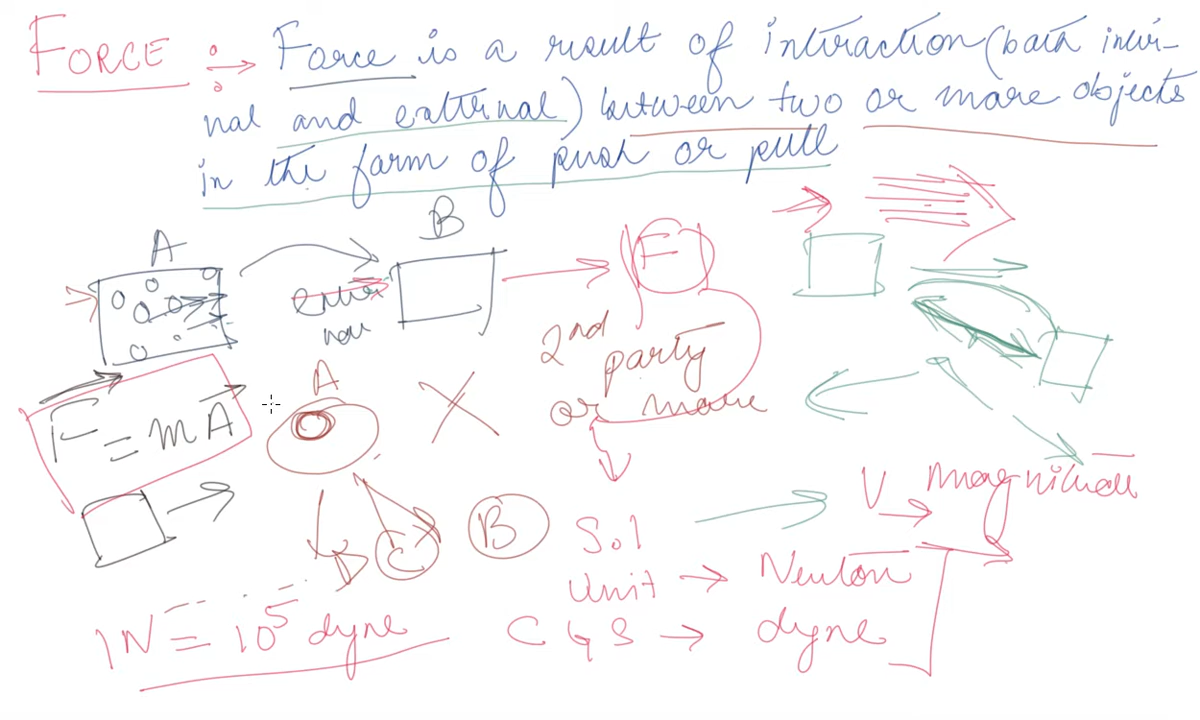 FORCE :→ Force is a result of interaction (both inter-
nal and external) between two or more objects
in the form of push or pull
A
B
F
2nd
party
or more
F = mA
A
B
C
D
V → magnitude
SoI
Unit → Newton
CGS → dyne
1N = 10⁵ dyne